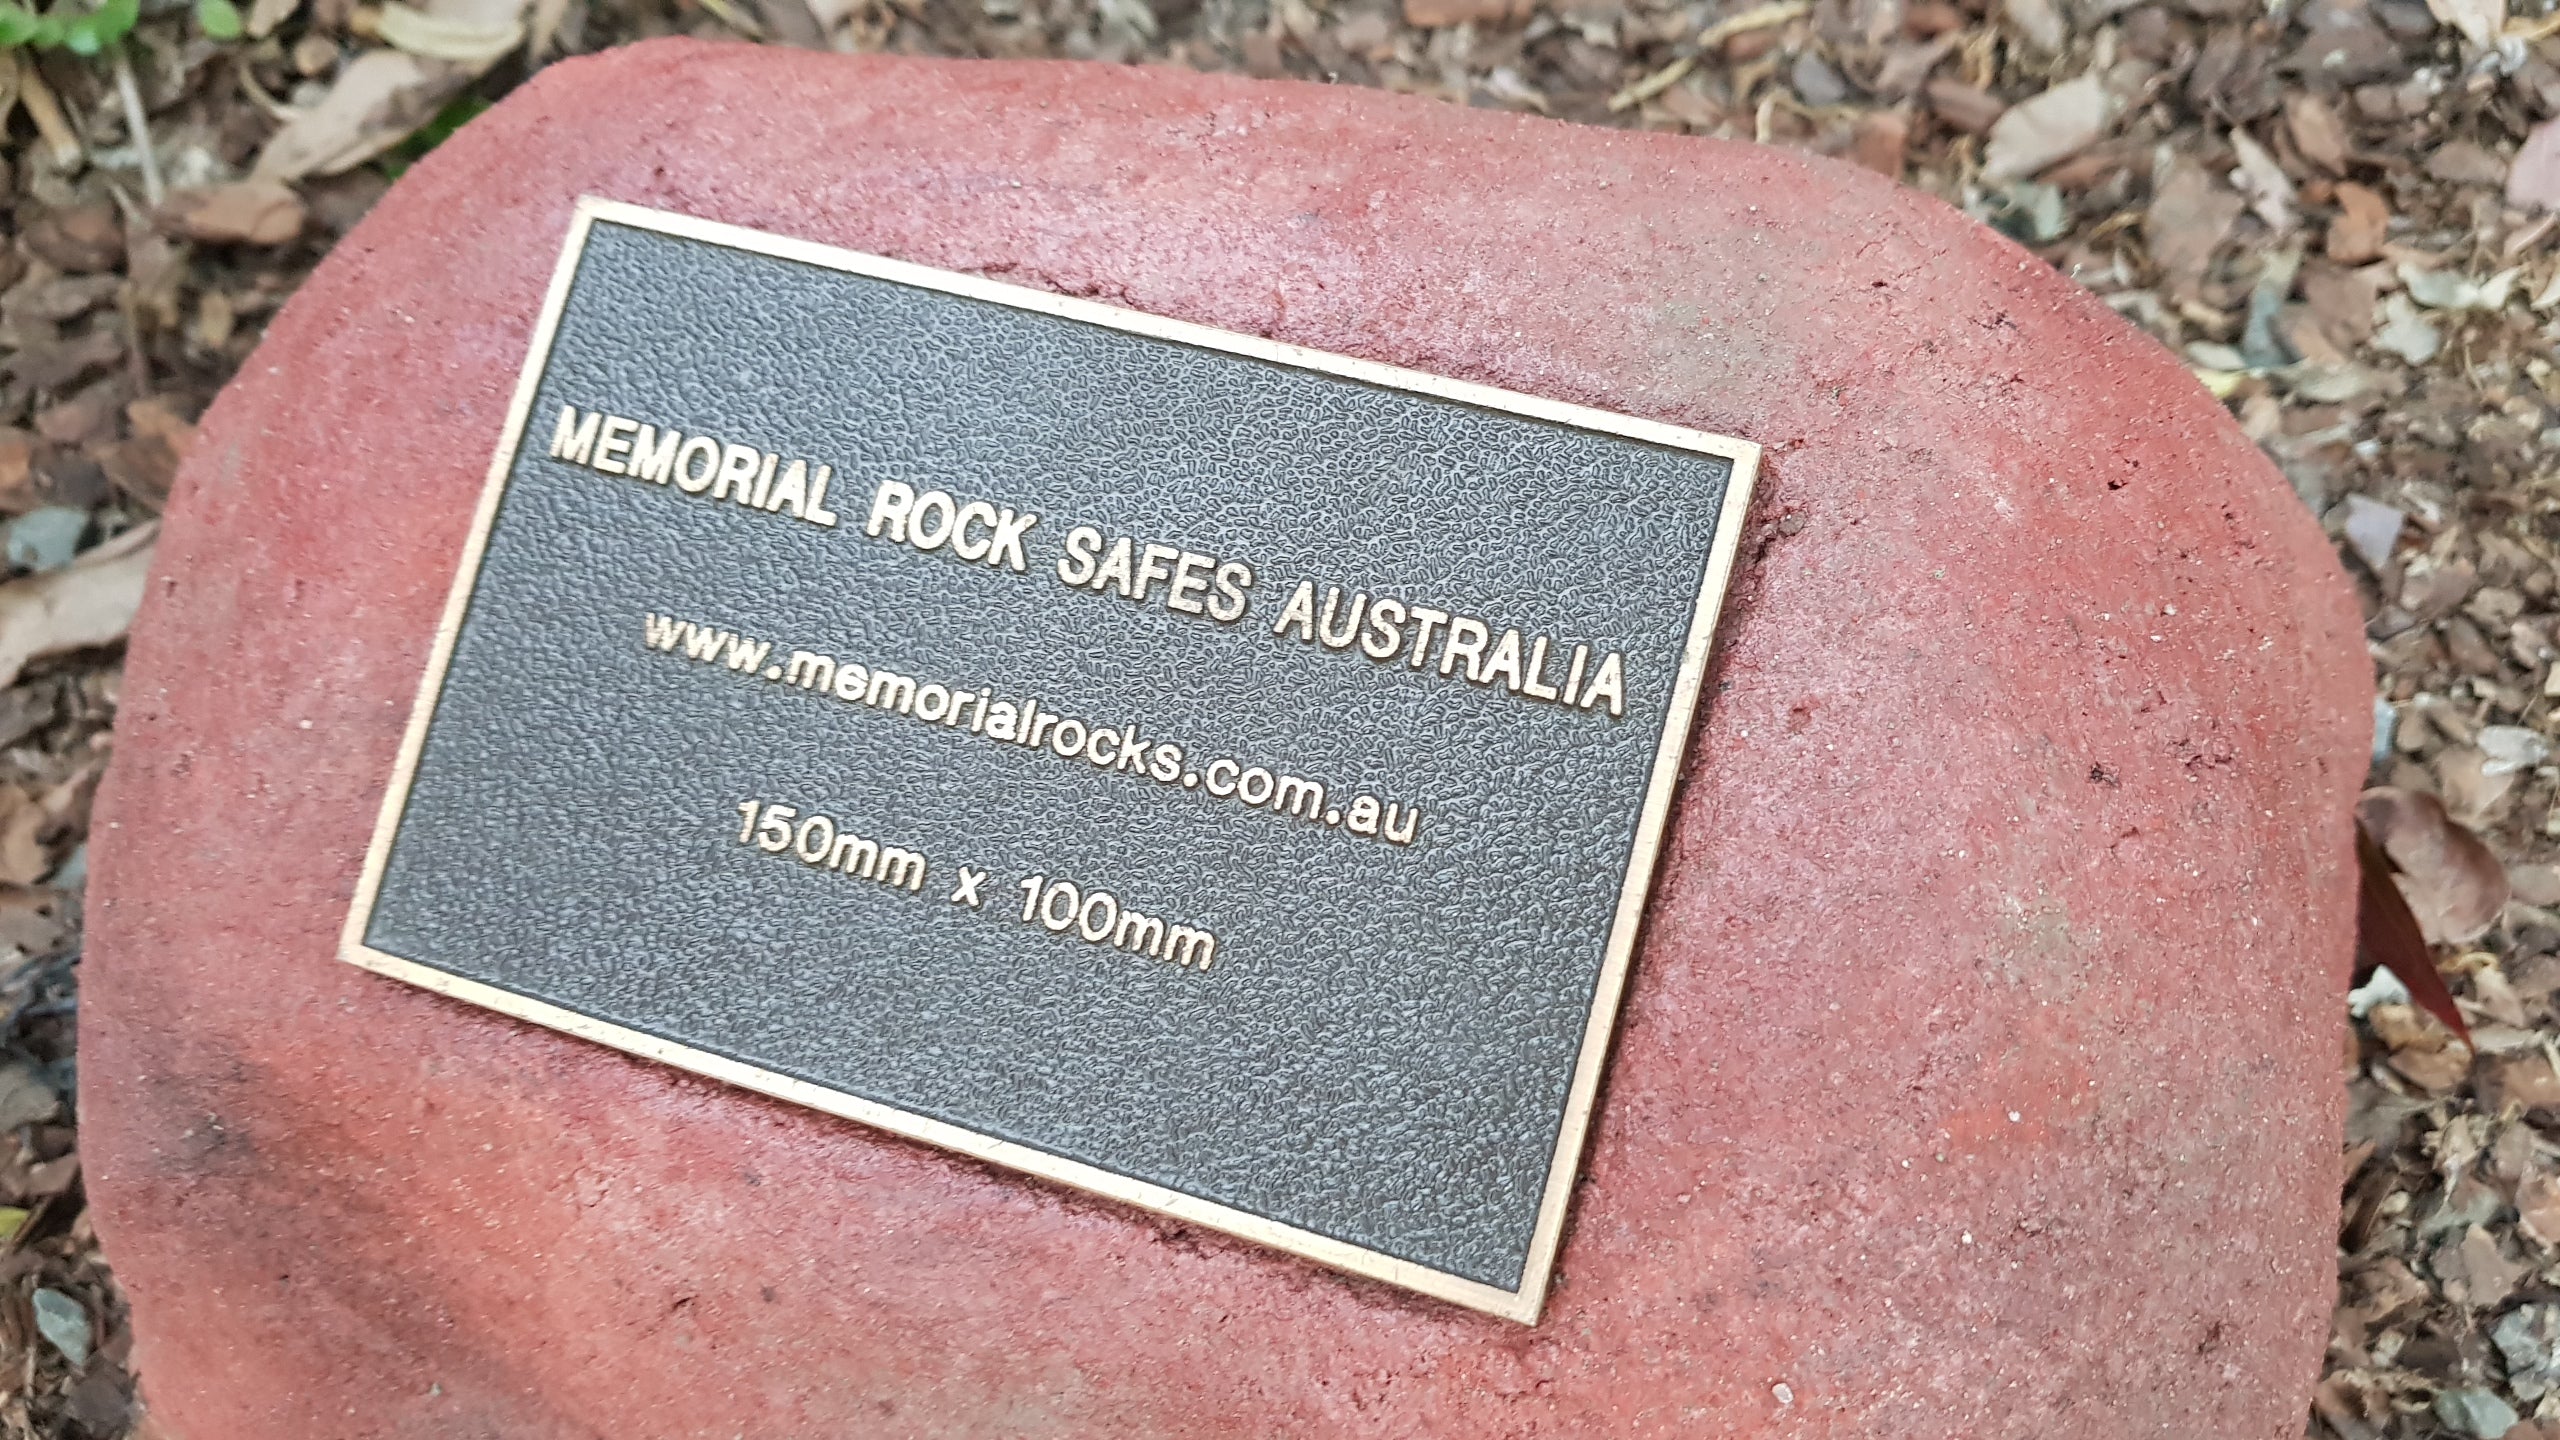 MEMORIAL ROCK SAFES AUSTRALIA
www.memorialrocks.com.au
150mm x 100mm